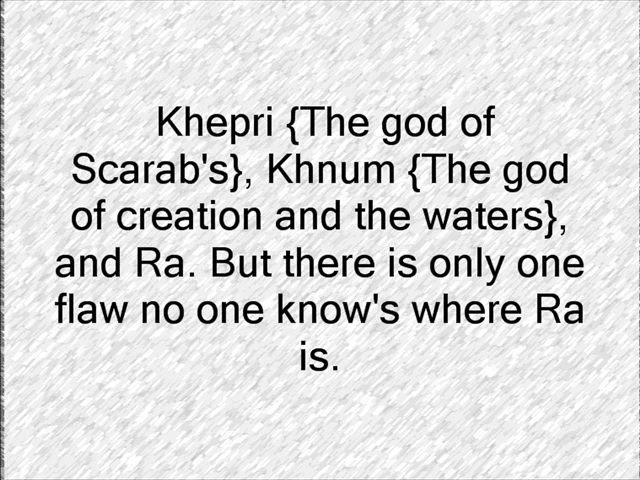 Khepri {The god of
Scarab's}, Khnum {The god
of creation and the waters},
and Ra. But there is only one
flaw no one know's where Ra
is.